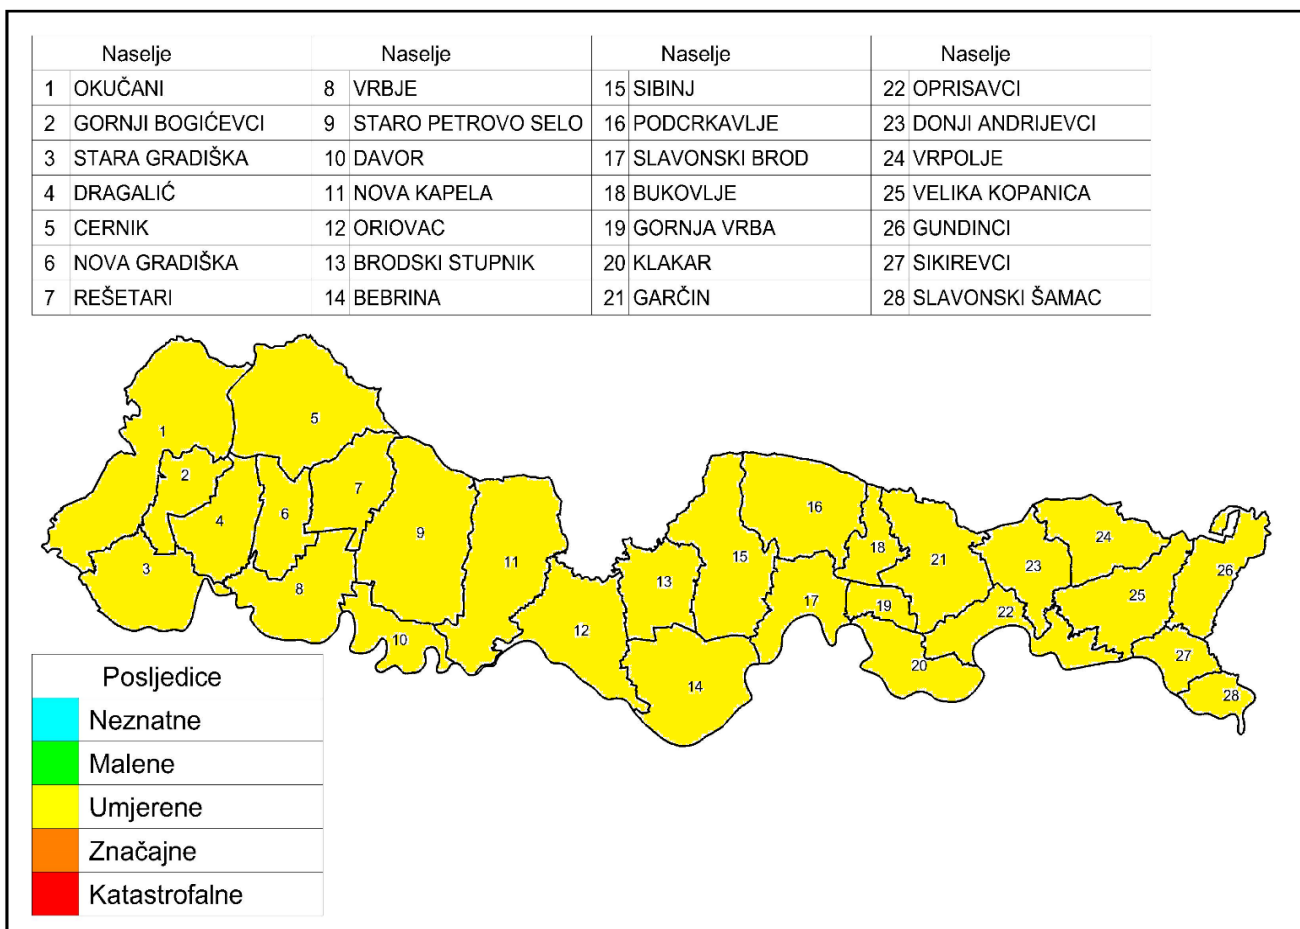 Naselje Naselje Naselje Naselje
1 OKUČANI 8 VRBJE 15 SIBINJ 22 OPRISAVCI
2 GORNJI BOGIĆEVCI 9 STARO PETROVO SELO 16 PODCRKAVLJE 23 DONJI ANDRIJEVCI
3 STARA GRADIŠKA 10 DAVOR 17 SLAVONSKI BROD 24 VRPOLJE
4 DRAGALIĆ 11 NOVA KAPELA 18 BUKOVLJE 25 VELIKA KOPANICA
5 CERNIK 12 ORIOVAC 19 GORNJA VRBA 26 GUNDINCI
6 NOVA GRADIŠKA 13 BRODSKI STUPNIK 20 KLAKAR 27 SIKIREVCI
7 REŠETARI 14 BEBRINA 21 GARČIN 28 SLAVONSKI ŠAMAC
5
1
2
7
16
4
6
9
24
18
11
15
21
3
23
26
13
8
25
17
19
22
12
10
27
20
14
28
Posljedice
Neznatne
Malene
Umjerene
Značajne
Katastrofalne